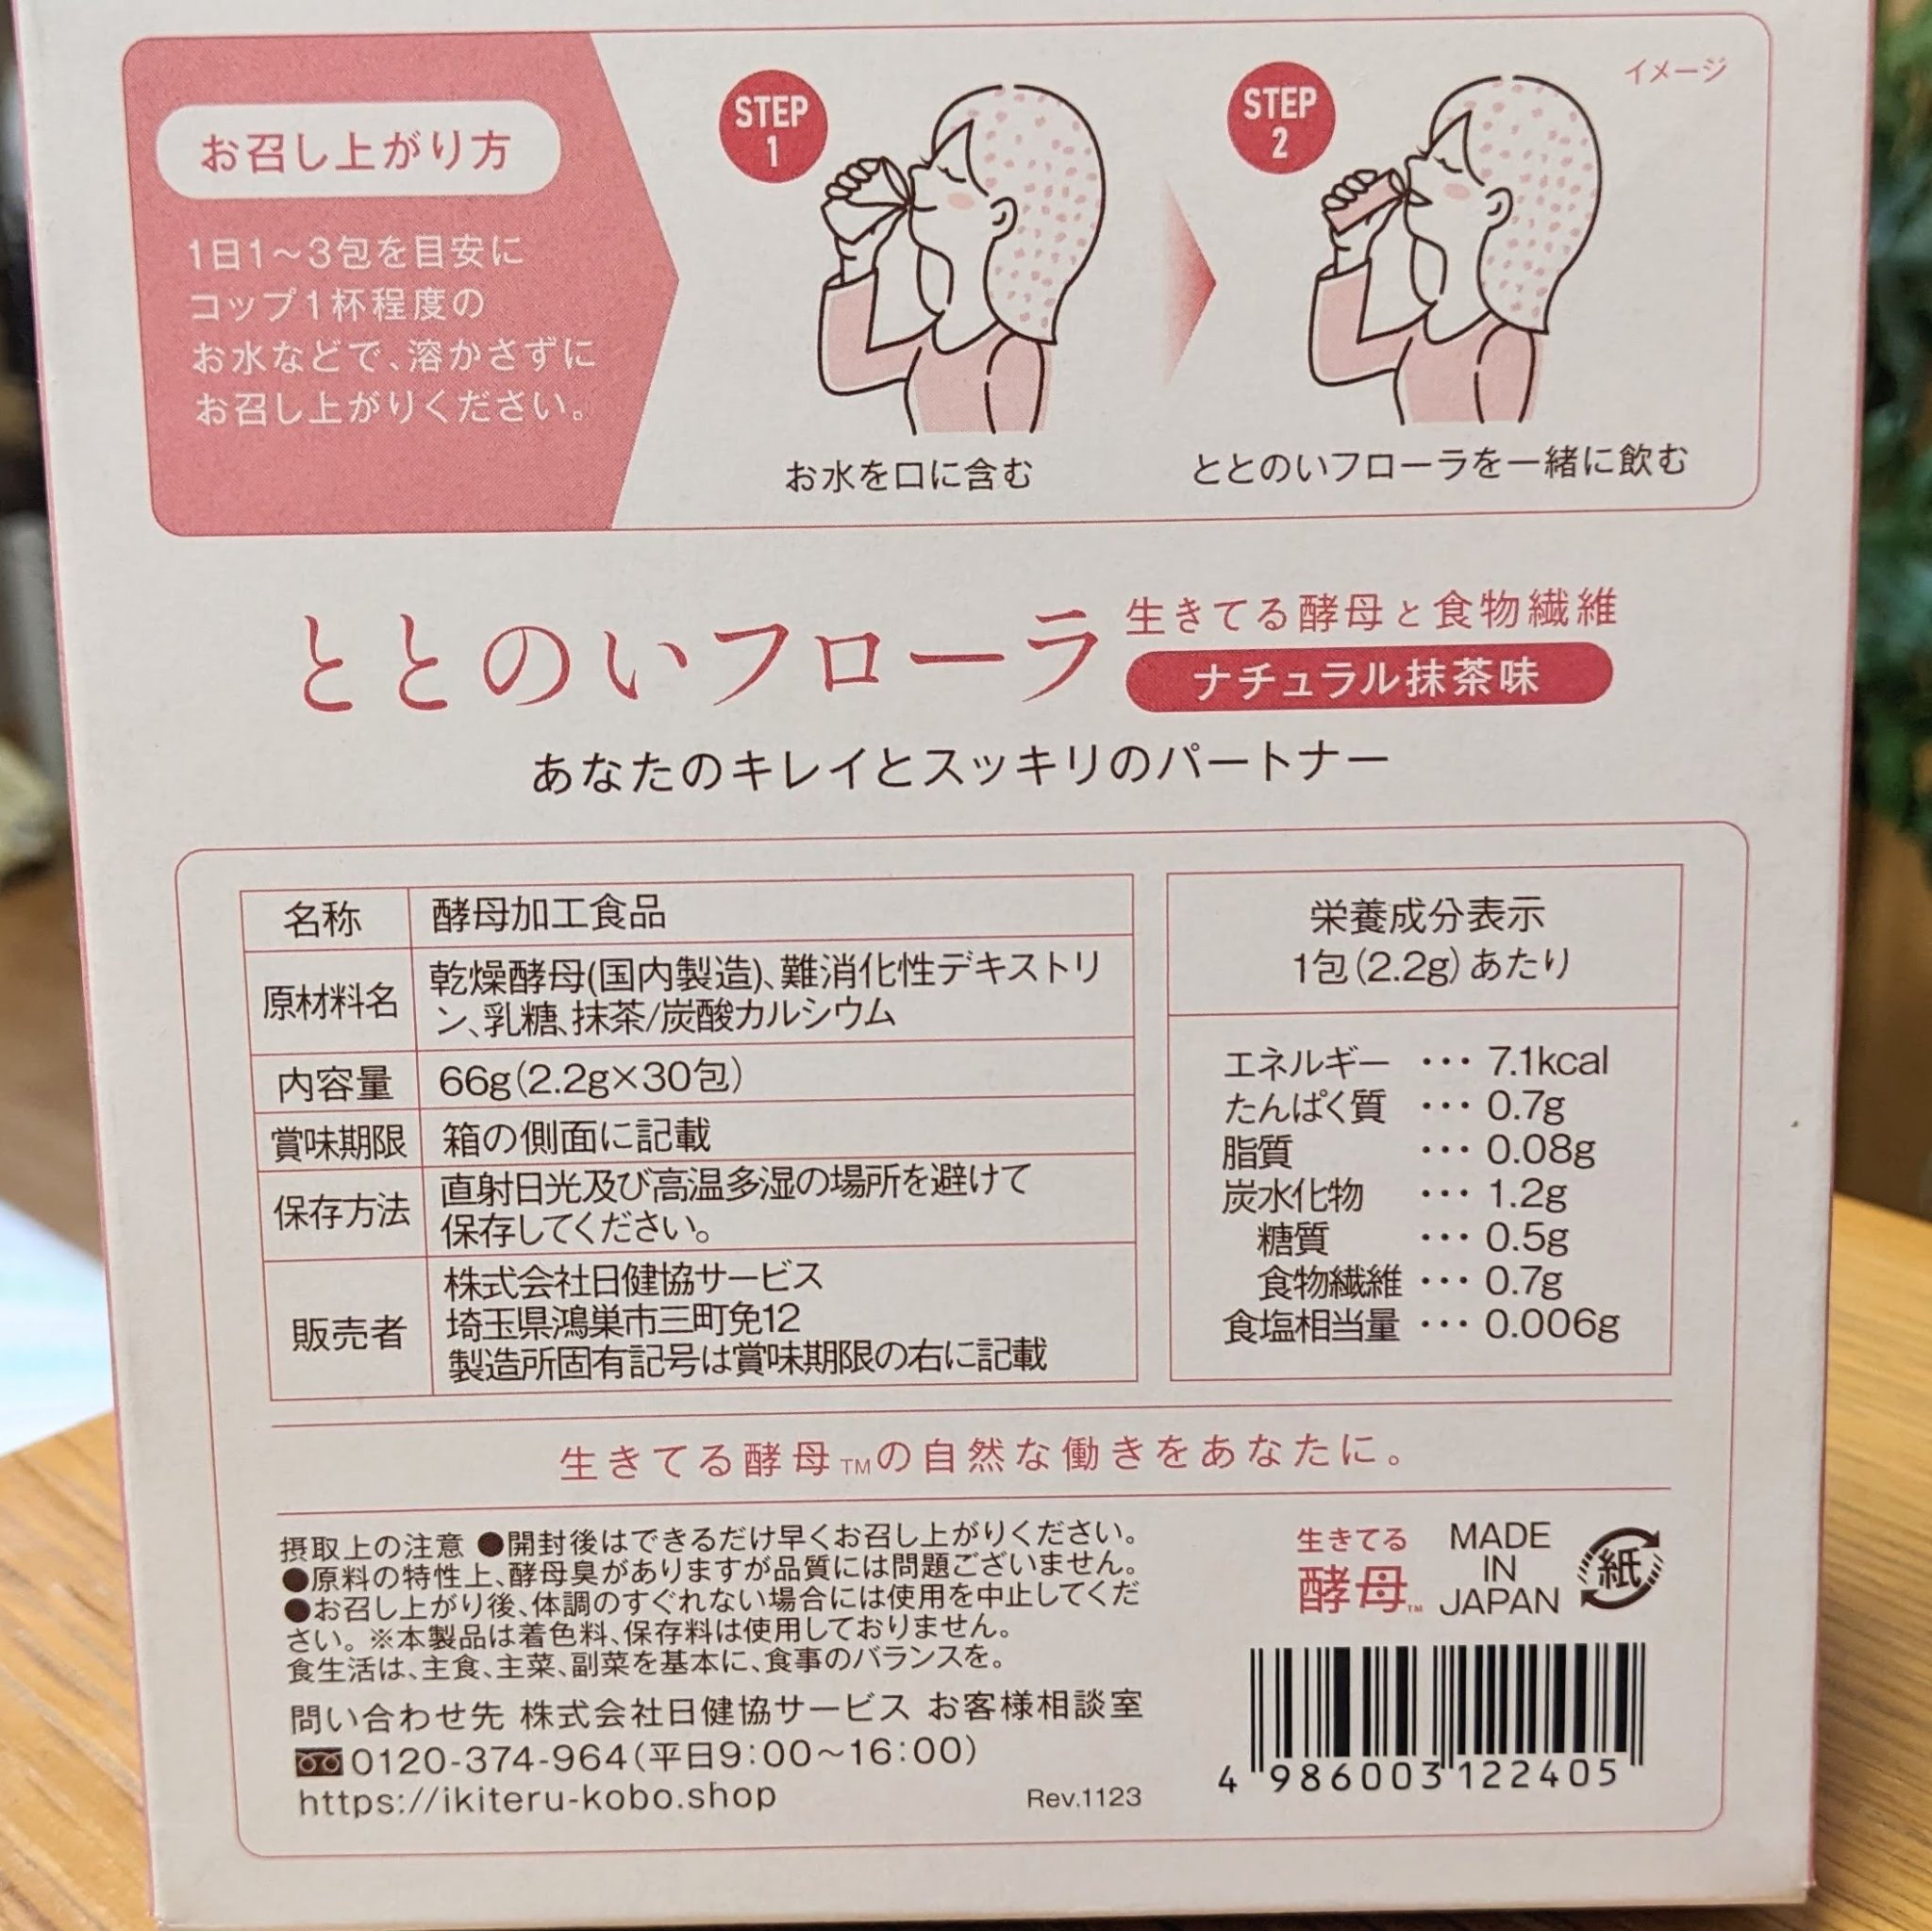 お召し上がり方
1日1～3包を目安に
コップ1杯程度の
お水などで、溶かさずに
お召し上がりください。
STEP
1
お水を口に含む
STEP
2
イメージ
ととのいフローラを一緒に飲む
ととのいフローラ
生きてる酵母と食物繊維
ナチュラル抹茶味
あなたのキレイとスッキリのパートナー
名称 酵母加工食品
原材料名 乾燥酵母(国内製造)、難消化性デキストリ
ン、乳糖、抹茶/炭酸カルシウム
内容量 66g(2.2g×30包)
賞味期限 箱の側面に記載
保存方法 直射日光及び高温多湿の場所を避けて
保存してください。
販売者 株式会社日健協サービス
埼玉県鴻巣市三町免12
製造所固有記号は賞味期限の右に記載
栄養成分表示
1包(2.2g)あたり
エネルギー ･･･ 7.1kcal
たんぱく質 ･･･ 0.7g
脂質 ･･･ 0.08g
炭水化物 ･･･ 1.2g
糖質 ･･･ 0.5g
食物繊維 ･･･ 0.7g
食塩相当量 ･･･ 0.006g
生きてる酵母™の自然な働きをあなたに。
摂取上の注意 ●開封後はできるだけ早くお召し上がりください。
●原料の特性上、酵母臭がありますが品質には問題ございません。
●お召し上がり後、体調のすぐれない場合には使用を中止してくだ
さい。※本製品は着色料、保存料は使用しておりません。
食生活は、主食、主菜、副菜を基本に、食事のバランスを。
問い合わせ先 株式会社日健協サービス お客様相談室
0120-374-964(平日9:00～16:00)
https://ikiteru-kobo.shop
Rev.1123
生きてる
酵母™
MADE
IN
JAPAN
紙
4 986003 122405